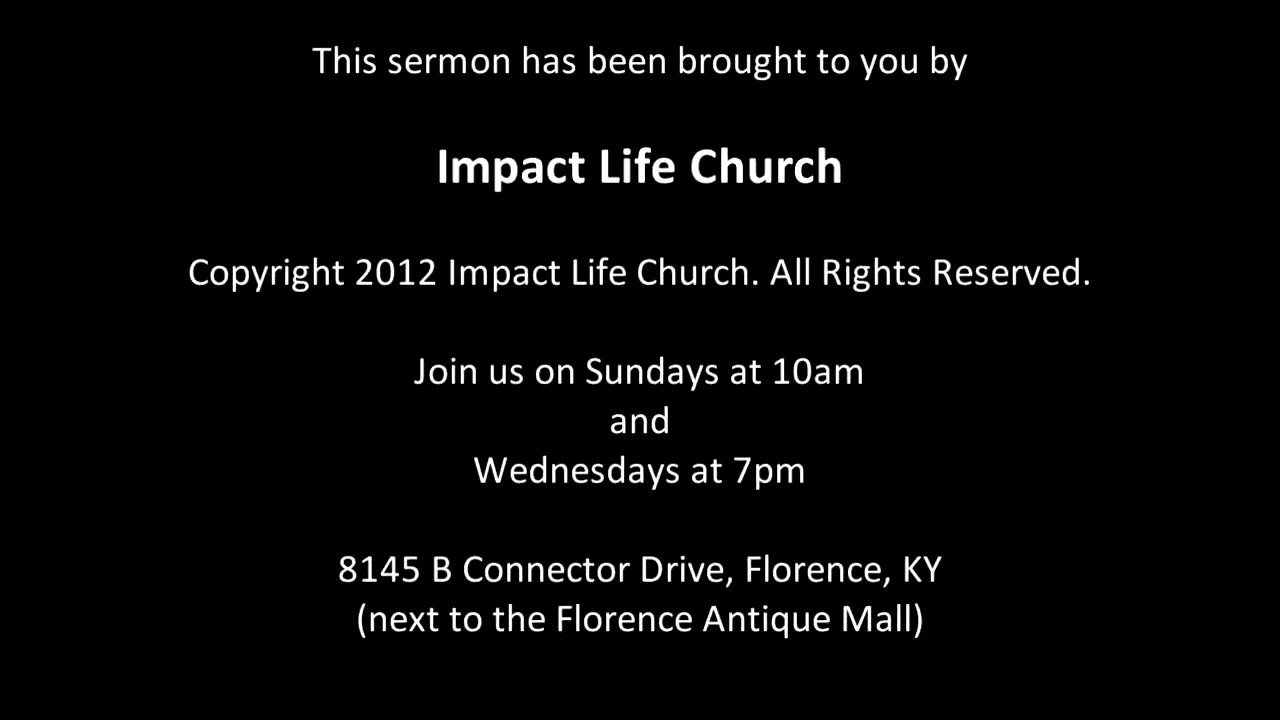 This sermon has been brought to you by
Impact Life Church
Copyright 2012 Impact Life Church. All Rights Reserved.
Join us on Sundays at 10am
and
Wednesdays at 7pm
8145 B Connector Drive, Florence, KY
(next to the Florence Antique Mall)